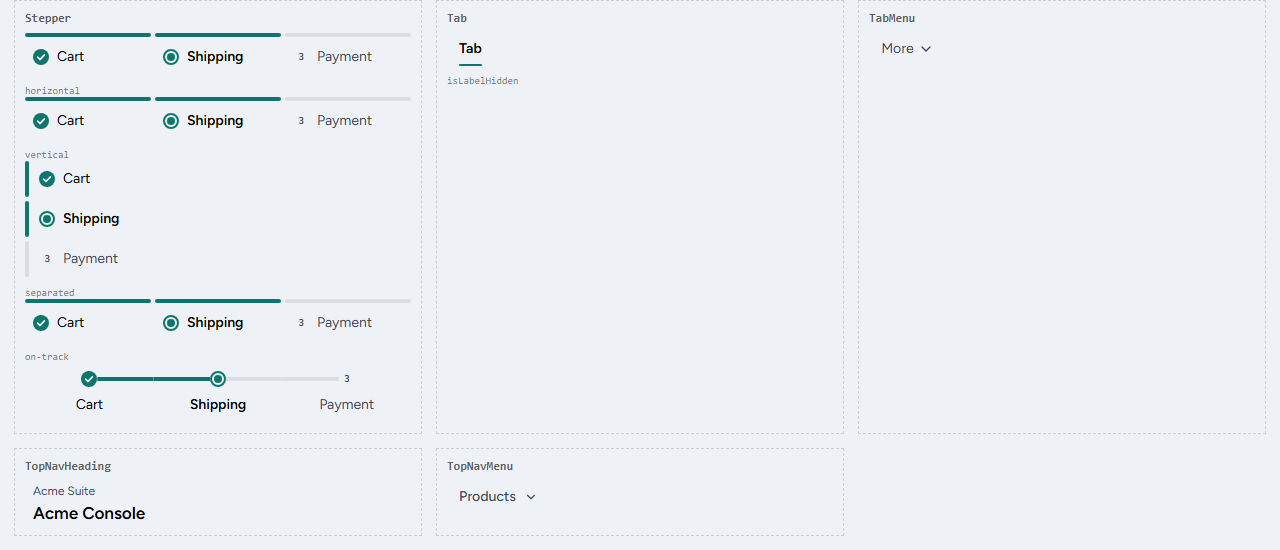 Stepper
Cart
Shipping
3 Payment
horizontal
Cart
Shipping
3 Payment
vertical
Cart
Shipping
3 Payment
separated
Cart
Shipping
3 Payment
on-track
3
Cart
Shipping
Payment
Tab
Tab
isLabelHidden
TabMenu
More
TopNavHeading
Acme Suite
Acme Console
TopNavMenu
Products